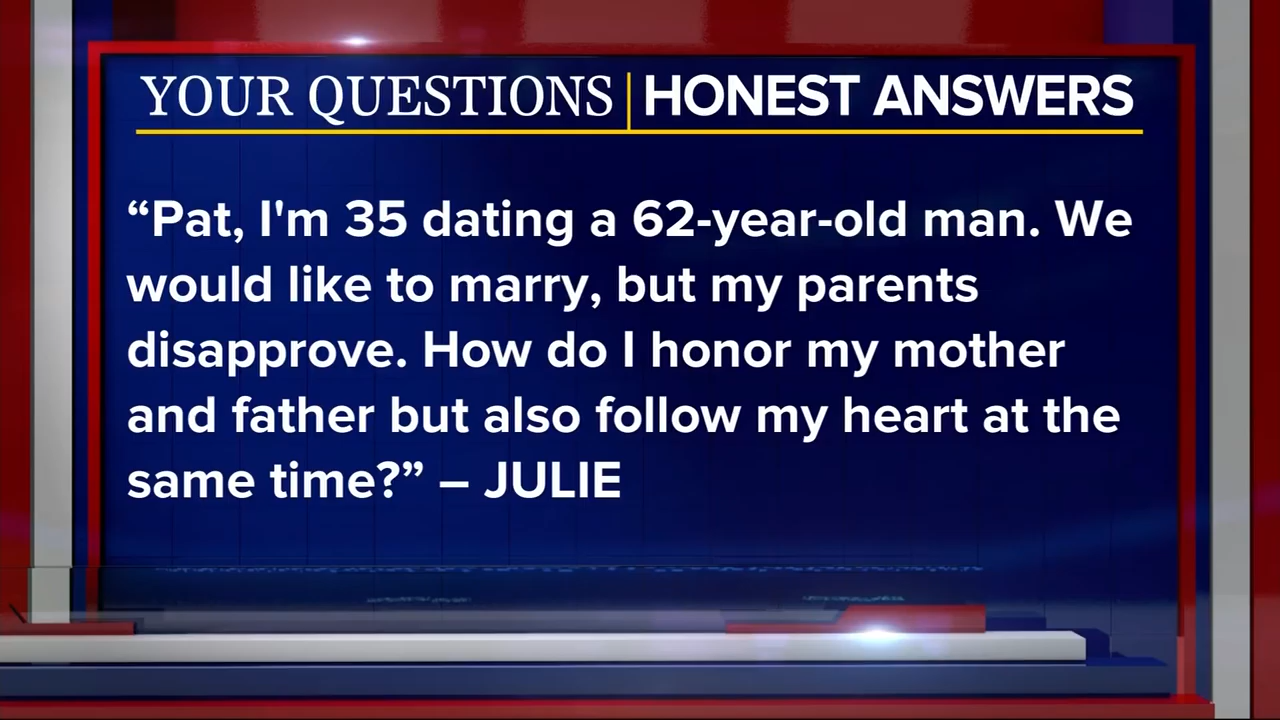 YOUR QUESTIONS | HONEST ANSWERS
“Pat, I'm 35 dating a 62-year-old man. We
would like to marry, but my parents
disapprove. How do I honor my mother
and father but also follow my heart at the
same time?” – JULIE